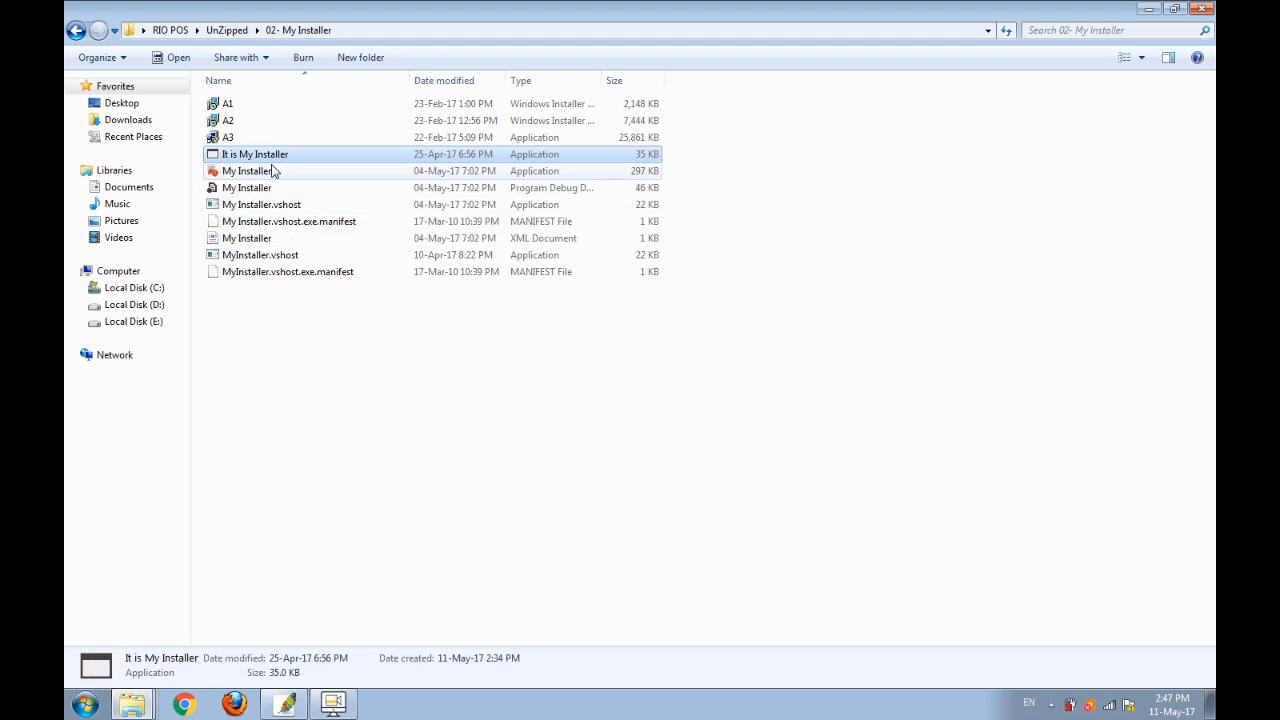 RIO POS UnZipped 02- My Installer Search 02- My Installer
Organize Open Share with Burn New folder
Name Date modified Type Size
Favorites
Desktop
Downloads
Recent Places
Libraries
Documents
Music
Pictures
Videos
Computer
Local Disk (C:)
Local Disk (D:)
Local Disk (E:)
Network
A1 23-Feb-17 1:00 PM Windows Installer ... 2,148 KB
A2 23-Feb-17 12:56 PM Windows Installer ... 7,444 KB
A3 22-Feb-17 5:09 PM Application 25,861 KB
It is My Installer 25-Apr-17 6:56 PM Application 35 KB
My Installer 04-May-17 7:02 PM Application 297 KB
My Installer 04-May-17 7:02 PM Program Debug D... 46 KB
My Installer.vshost 04-May-17 7:02 PM Application 22 KB
My Installer.vshost.exe.manifest 17-Mar-10 10:39 PM MANIFEST File 1 KB
My Installer 04-May-17 7:02 PM XML Document 1 KB
MyInstaller.vshost 10-Apr-17 8:22 PM Application 22 KB
MyInstaller.vshost.exe.manifest 17-Mar-10 10:39 PM MANIFEST File 1 KB
It is My Installer Date modified: 25-Apr-17 6:56 PM Date created: 11-May-17 2:34 PM
Application Size: 35.0 KB
EN 2:47 PM
11-May-17